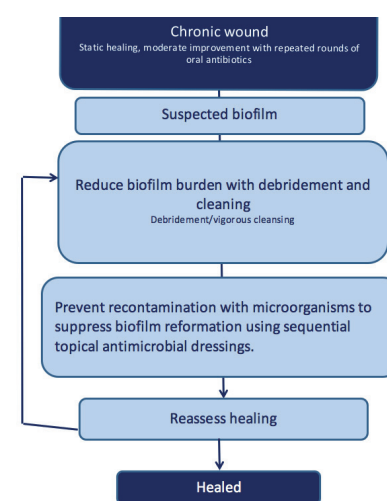 Chronic wound
Static healing, moderate improvement with repeated rounds of
oral antibiotics
Suspected biofilm
Reduce biofilm burden with debridement and
cleaning
Debridement/vigorous cleansing
Prevent recontamination with microorganisms to
suppress biofilm reformation using sequential
topical antimicrobial dressings.
Reassess healing
Healed